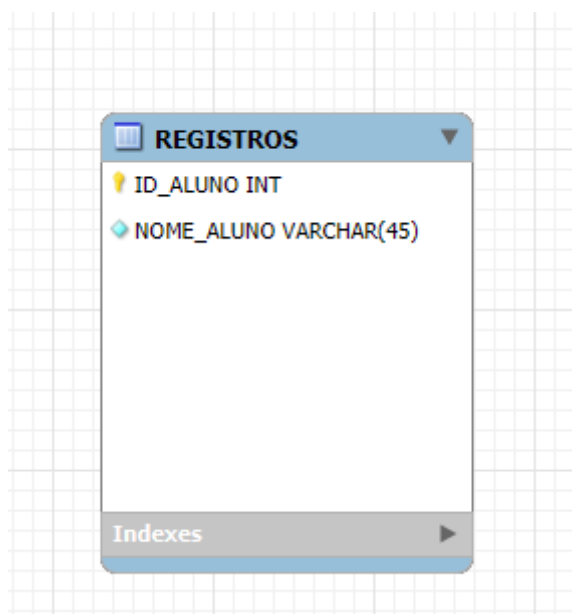 REGISTROS
ID_ALUNO INT
NOME_ALUNO VARCHAR(45)
Indexes